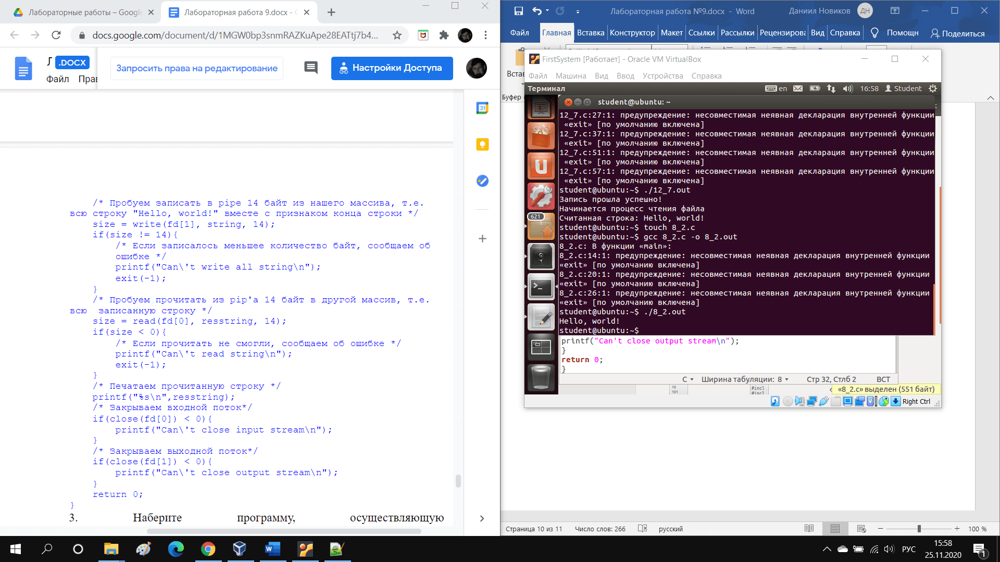 Лабораторные работы – Google
Лабораторная работа 9.docx - G
docs.google.com/document/d/1MGW0bp3snmRAZKuApe28EATtj7b4...
Л .DOCX
Файл Прав
Запросить права на редактирование
Настройки Доступа
31
/* Пробуем записать в pipe 14 байт из нашего массива, т.е.
всю строку "Hello, world!" вместе с признаком конца строки */
size = write(fd[1], string, 14);
if(size != 14){
/* Если записалось меньшее количество байт, сообщаем об
ошибке */
printf("Can\'t write all string\n");
exit(-1);
}
/* Пробуем прочитать из pip'а 14 байт в другой массив, т.е.
всю записанную строку */
size = read(fd[0], resstring, 14);
if(size < 0){
/* Если прочитать не смогли, сообщаем об ошибке */
printf("Can\'t read string\n");
exit(-1);
}
/* Печатаем прочитанную строку */
printf("%s\n",resstring);
/* Закрываем входной поток*/
if(close(fd[0]) < 0){
printf("Can\'t close input stream\n");
}
/* Закрываем выходной поток*/
if(close(fd[1]) < 0){
printf("Can\'t close output stream\n");
}
return 0;
}
3. Наберите программу, осуществляющую
Лабораторная работа №9.docx - Word
Даниил Новиков ДН
Файл Главная Вставка Конструктор Макет Ссылки Рассылки Рецензирова Вид Справка Помощн Поделиться
Встав
Буфер
FirstSystem [Работает] - Oracle VM VirtualBox
Файл Машина Вид Ввод Устройства Справка
Терминал en 16:58 Student
student@ubuntu: ~
621
12_7.c:27:1: предупреждение: несовместимая неявная декларация внутренней функции
«exit» [по умолчанию включена]
12_7.c:37:1: предупреждение: несовместимая неявная декларация внутренней функции
«exit» [по умолчанию включена]
12_7.c:51:1: предупреждение: несовместимая неявная декларация внутренней функции
«exit» [по умолчанию включена]
12_7.c:57:1: предупреждение: несовместимая неявная декларация внутренней функции
«exit» [по умолчанию включена]
student@ubuntu:~$ ./12_7.out
Запись прошла успешно!
Начинается процесс чтения файла
Считанная строка: Hello, world!
student@ubuntu:~$ touch 8_2.c
student@ubuntu:~$ gcc 8_2.c -o 8_2.out
8_2.c: В функции «main»:
8_2.c:14:1: предупреждение: несовместимая неявная декларация внутренней функции
«exit» [по умолчанию включена]
8_2.c:20:1: предупреждение: несовместимая неявная декларация внутренней функции
«exit» [по умолчанию включена]
8_2.c:26:1: предупреждение: несовместимая неявная декларация внутренней функции
«exit» [по умолчанию включена]
student@ubuntu:~$ ./8_2.out
Hello, world!
student@ubuntu:~$
printf("Can't close output stream\n");
}
return 0;
}
C Ширина табуляции: 8 Стр 32, Стлб 2 ВСТ
10
101
#incl
#incl
«8_2.c» выделен (551 байт)
Right Ctrl
Страница 10 из 11 Число слов: 266 русский 100 %
РУС
15:58
25.11.2020
1